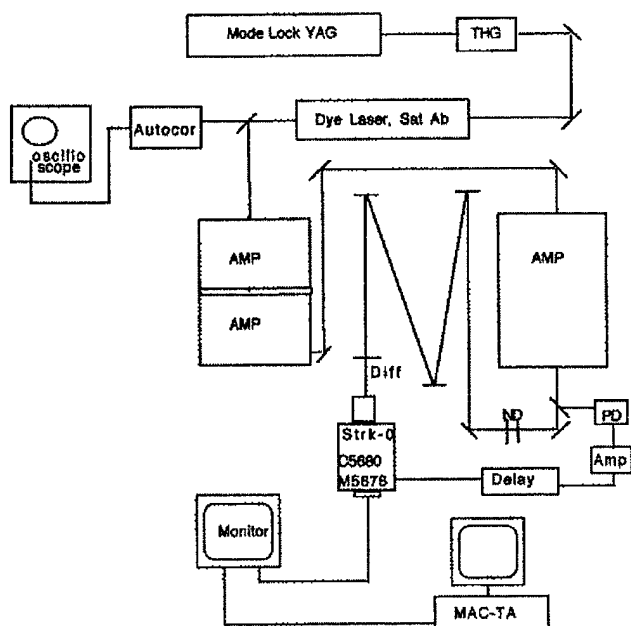 Mode Lock YAG
THG
Dye Laser, Sat Ab
Autocor
oscillo
scope
AMP
AMP
AMP
Diff
ND
PD
Strk-0
C5680
M5676
Amp
Delay
Monitor
MAC-TA